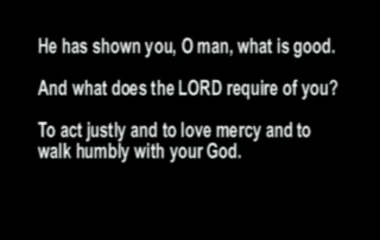 He has shown you, O man, what is good.
And what does the LORD require of you?
To act justly and to love mercy and to
walk humbly with your God.